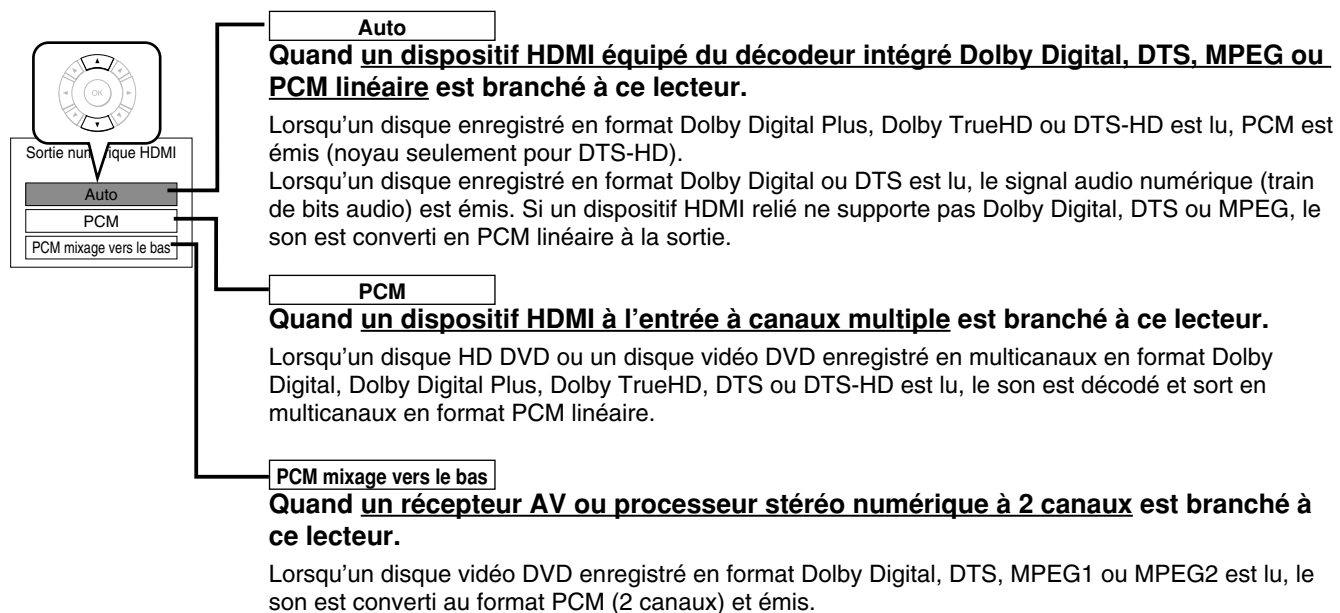 Auto
Quand un dispositif HDMI équipé du décodeur intégré Dolby Digital, DTS, MPEG ou
PCM linéaire est branché à ce lecteur.
Lorsqu'un disque enregistré en format Dolby Digital Plus, Dolby TrueHD ou DTS-HD est lu, PCM est
émis (noyau seulement pour DTS-HD).
Lorsqu'un disque enregistré en format Dolby Digital ou DTS est lu, le signal audio numérique (train
de bits audio) est émis. Si un dispositif HDMI relié ne supporte pas Dolby Digital, DTS ou MPEG, le
son est converti en PCM linéaire à la sortie.
OK
Sortie num ique HDMI
Auto
PCM
PCM mixage vers le bas
PCM
Quand un dispositif HDMI à l’entrée à canaux multiple est branché à ce lecteur.
Lorsqu’un disque HD DVD ou un disque vidéo DVD enregistré en multicanaux en format Dolby
Digital, Dolby Digital Plus, Dolby TrueHD, DTS ou DTS-HD est lu, le son est décodé et sort en
multicanaux en format PCM linéaire.
PCM mixage vers le bas
Quand un récepteur AV ou processeur stéréo numérique à 2 canaux est branché à
ce lecteur.
Lorsqu’un disque vidéo DVD enregistré en format Dolby Digital, DTS, MPEG1 ou MPEG2 est lu, le
son est converti au format PCM (2 canaux) et émis.